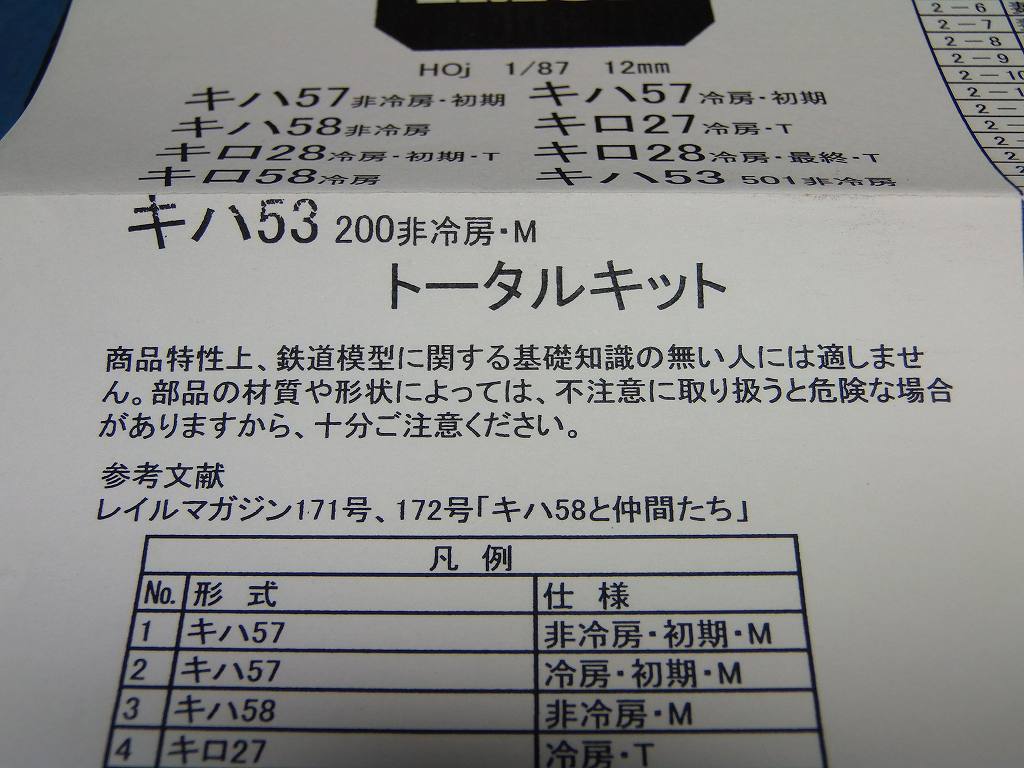 HOj 1/87 12mm
キハ57非冷房・初期 キハ57冷房・初期
キハ58非冷房 キロ27冷房・T
キロ28冷房・初期・T キロ28冷房・最終・T
キロ58冷房 キハ53 501非冷房
キハ53 200非冷房・M
トータルキット
商品特性上、鉄道模型に関する基礎知識の無い人には適しませ
ん。部品の材質や形状によっては、不注意に取り扱うと危険な場合
がありますから、十分ご注意ください。
参考文献
レイルマガジン171号、172号「キハ58と仲間たち」
凡 例
No. 形 式 仕 様
1 キハ57 非冷房・初期・M
2 キハ57 冷房・初期・M
3 キハ58 非冷房・M
4 キロ27 冷房・T
2-6
2-7
2-8
2-9
2-10